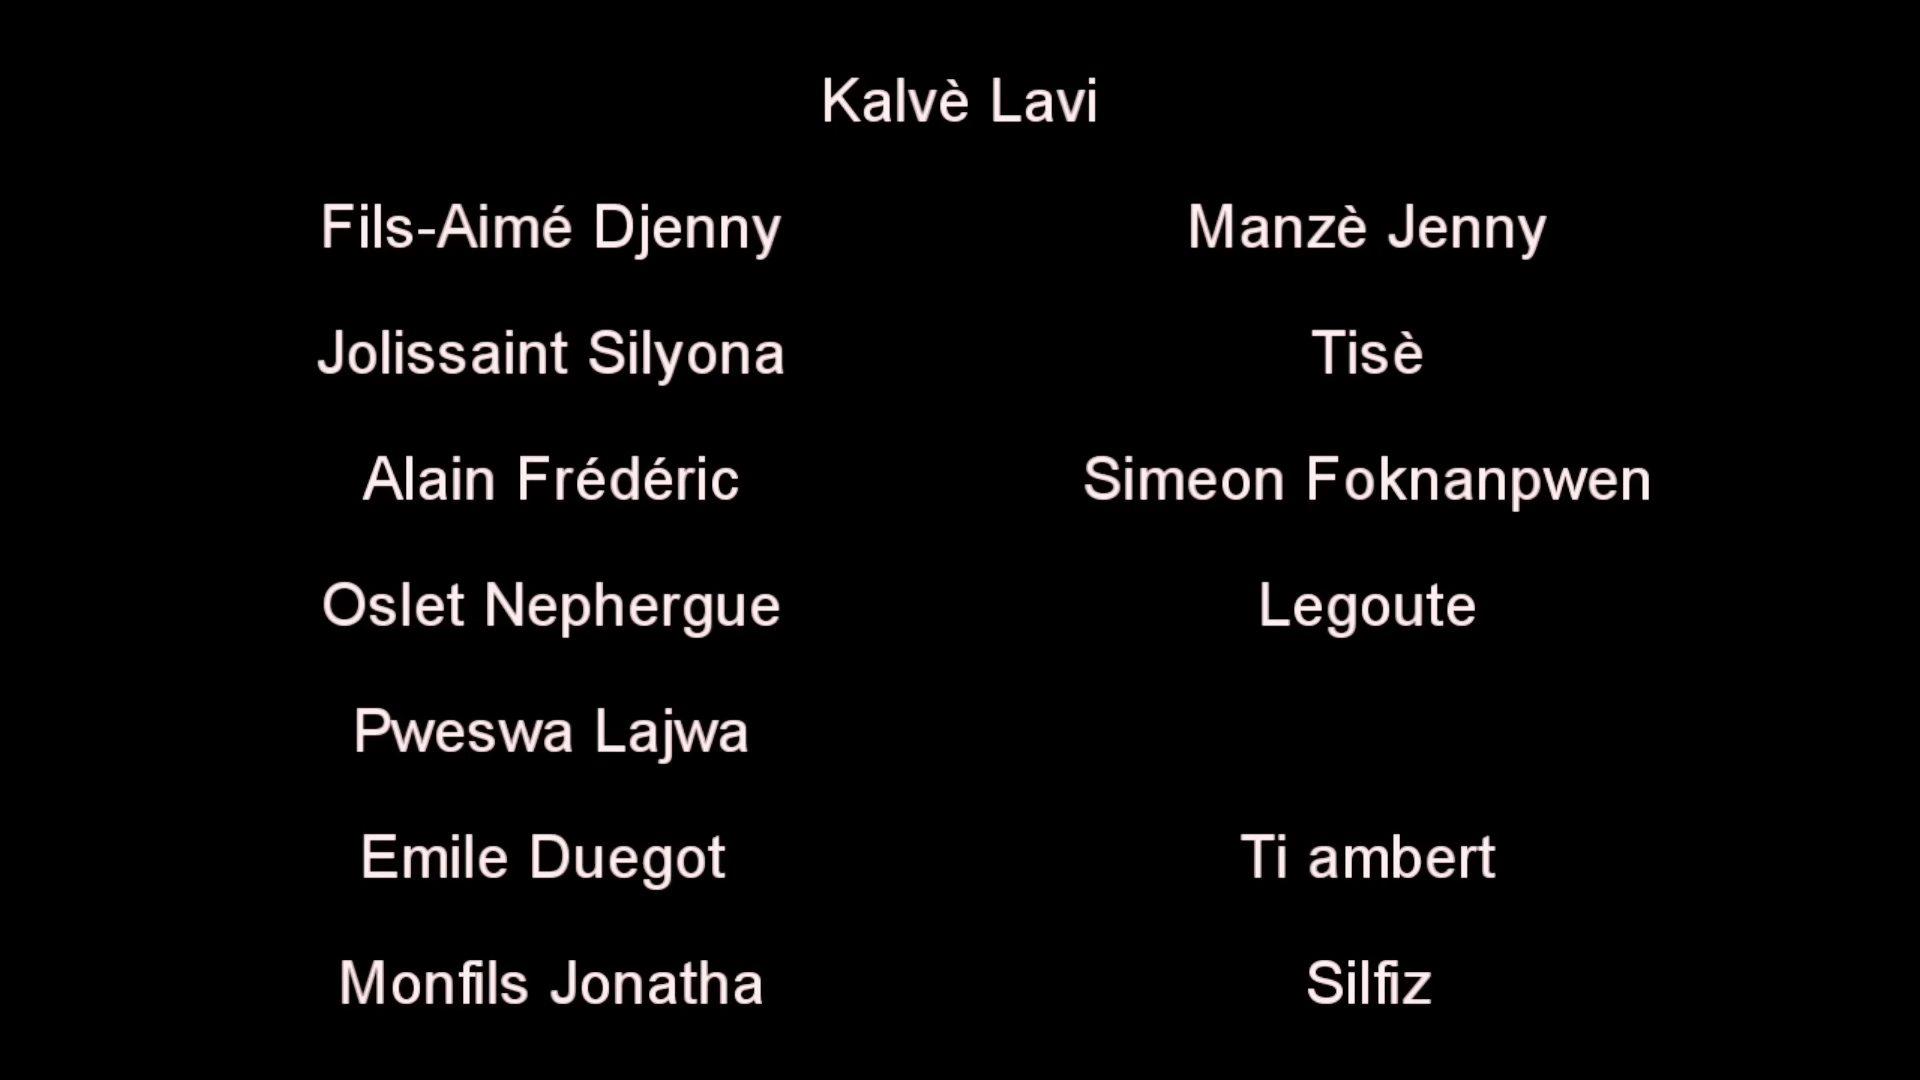 Kalvè Lavi
Fils-Aimé Djenny Manzè Jenny
Jolissaint Silyona Tisè
Alain Frédéric Simeon Foknanpwen
Oslet Nephergue Legoute
Pweswa Lajwa
Emile Duegot Ti ambert
Monfils Jonatha Silfiz